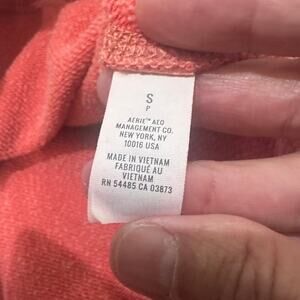 S
P
AERIE™ AEO
MANAGEMENT CO.
NEW YORK, NY
10016 USA
MADE IN VIETNAM
FABRIQUÉ AU
VIETNAM
RN 54485 CA 03873